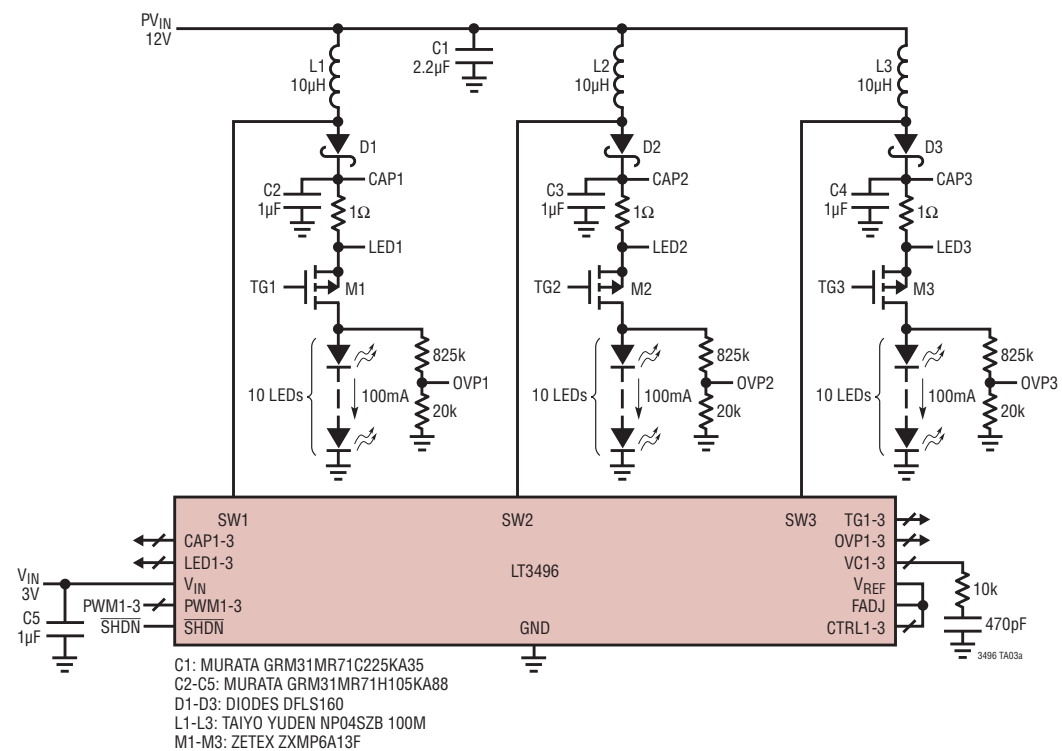 PVIN
12V
C1
2.2µF
L1
10µH
L2
10µH
L3
10µH
D1
D2
D3
CAP1
CAP2
CAP3
C2
1µF
1Ω
C3
1µF
1Ω
C4
1µF
1Ω
LED1
LED2
LED3
TG1
M1
TG2
M2
TG3
M3
825k
825k
825k
OVP1
OVP2
OVP3
10 LEDs
100mA
20k
10 LEDs
100mA
20k
10 LEDs
100mA
20k
SW1
SW2
SW3
TG1-3
CAP1-3
OVP1-3
LED1-3
LT3496
VC1-3
VIN
3V
VIN
VREF
10k
PWM1-3
PWM1-3
FADJ
C5
1µF
SHDN
SHDN
GND
CTRL1-3
470pF
3496 TA03a
C1: MURATA GRM31MR71C225KA35
C2-C5: MURATA GRM31MR71H105KA88
D1-D3: DIODES DFLS160
L1-L3: TAIYO YUDEN NP04SZB 100M
M1-M3: ZETEX ZXMP6A13F